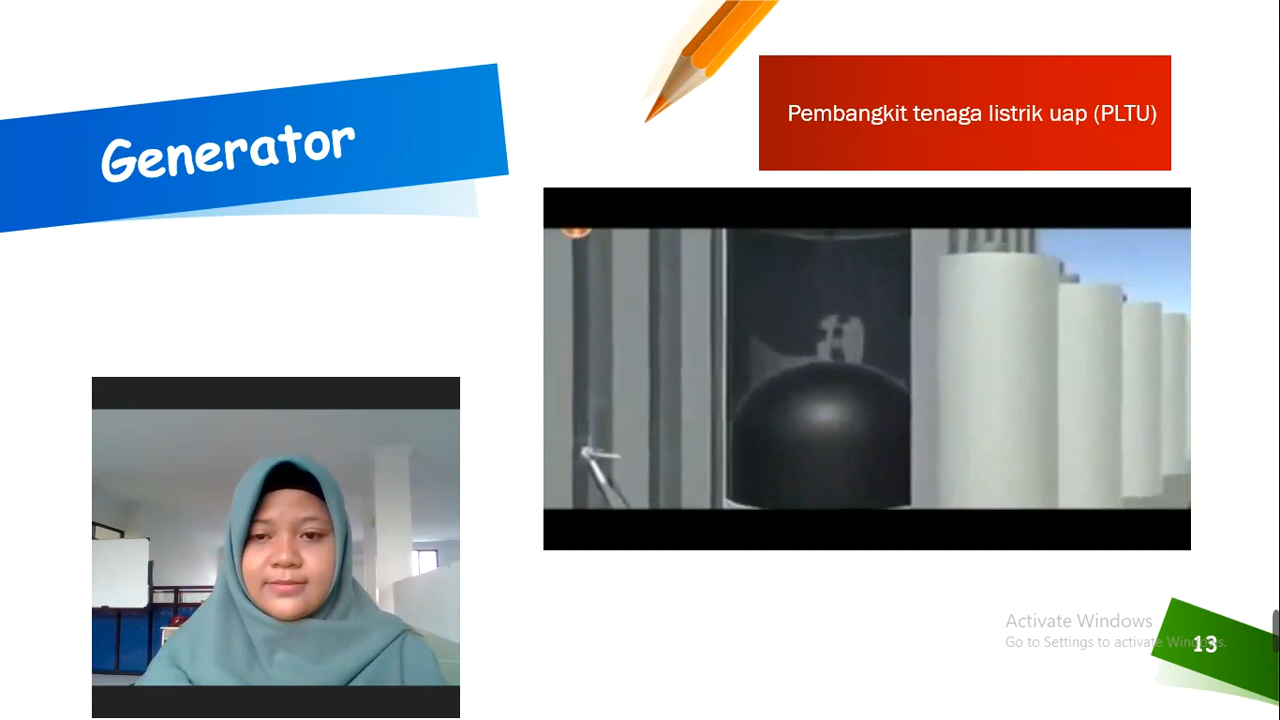 Generator
Pembangkit tenaga listrik uap (PLTU)
Activate Windows
Go to Settings to activate Windows.
13